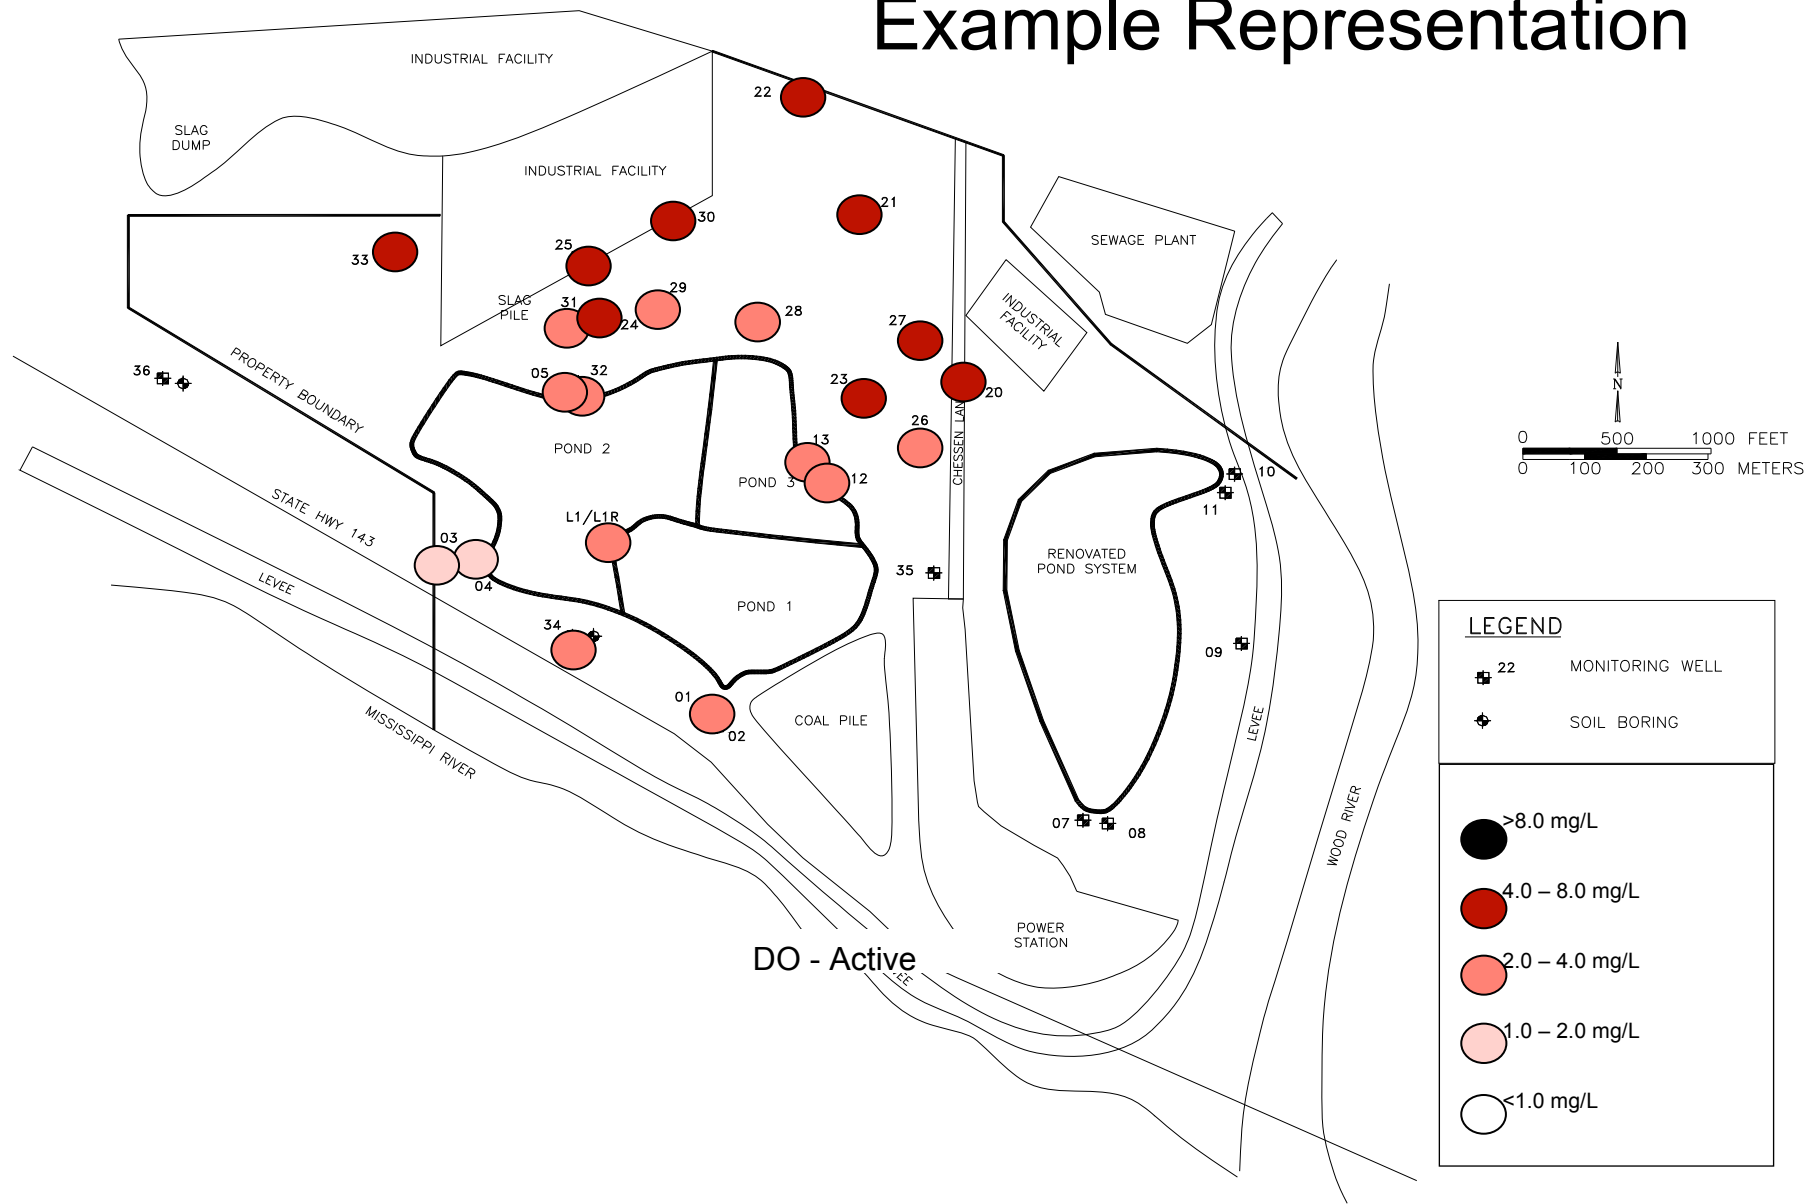 Example Representation
INDUSTRIAL FACILITY
22
SLAG
DUMP
INDUSTRIAL FACILITY
21
30
25
33
SEWAGE PLANT
29
31
SLAG
PILE
24
28
27
INDUSTRIAL
FACILITY
36
PROPERTY BOUNDARY
05
32
23
20
26
CHESSEN LAN
13
POND 2
POND 3
12
10
11
N
0 500 1000 FEET
0 100 200 300 METERS
STATE HWY 143
L1/L1R
03
04
LEVEE
35
RENOVATED
POND SYSTEM
POND 1
34
09
01
02
COAL PILE
MISSISSIPPI RIVER
LEVEE
LEGEND
22 MONITORING WELL
SOIL BORING
07
08
WOOD RIVER
POWER
STATION
DO - Active
EE
>8.0 mg/L
4.0 – 8.0 mg/L
2.0 – 4.0 mg/L
1.0 – 2.0 mg/L
<1.0 mg/L